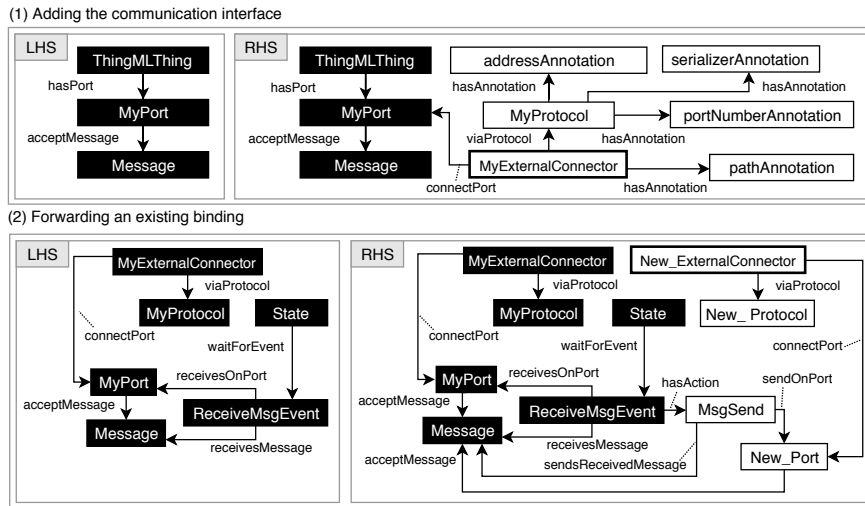 (1) Adding the communication interface
LHS
ThingMLThing
hasPort
MyPort
acceptMessage
Message
RHS
ThingMLThing
hasPort
MyPort
acceptMessage
Message
addressAnnotation
serializerAnnotation
hasAnnotation
hasAnnotation
MyProtocol
portNumberAnnotation
viaProtocol
hasAnnotation
MyExternalConnector
pathAnnotation
connectPort
hasAnnotation
(2) Forwarding an existing binding
LHS
MyExternalConnector
viaProtocol
MyProtocol
State
connectPort
waitForEvent
MyPort
receivesOnPort
acceptMessage
ReceiveMsgEvent
Message
receivesMessage
RHS
MyExternalConnector
New_ExternalConnector
viaProtocol
viaProtocol
MyProtocol
State
New_ Protocol
connectPort
waitForEvent
connectPort
MyPort
receivesOnPort
hasAction
sendOnPort
acceptMessage
ReceiveMsgEvent
MsgSend
Message
receivesMessage
acceptMessage
sendsReceivedMessage
New_Port